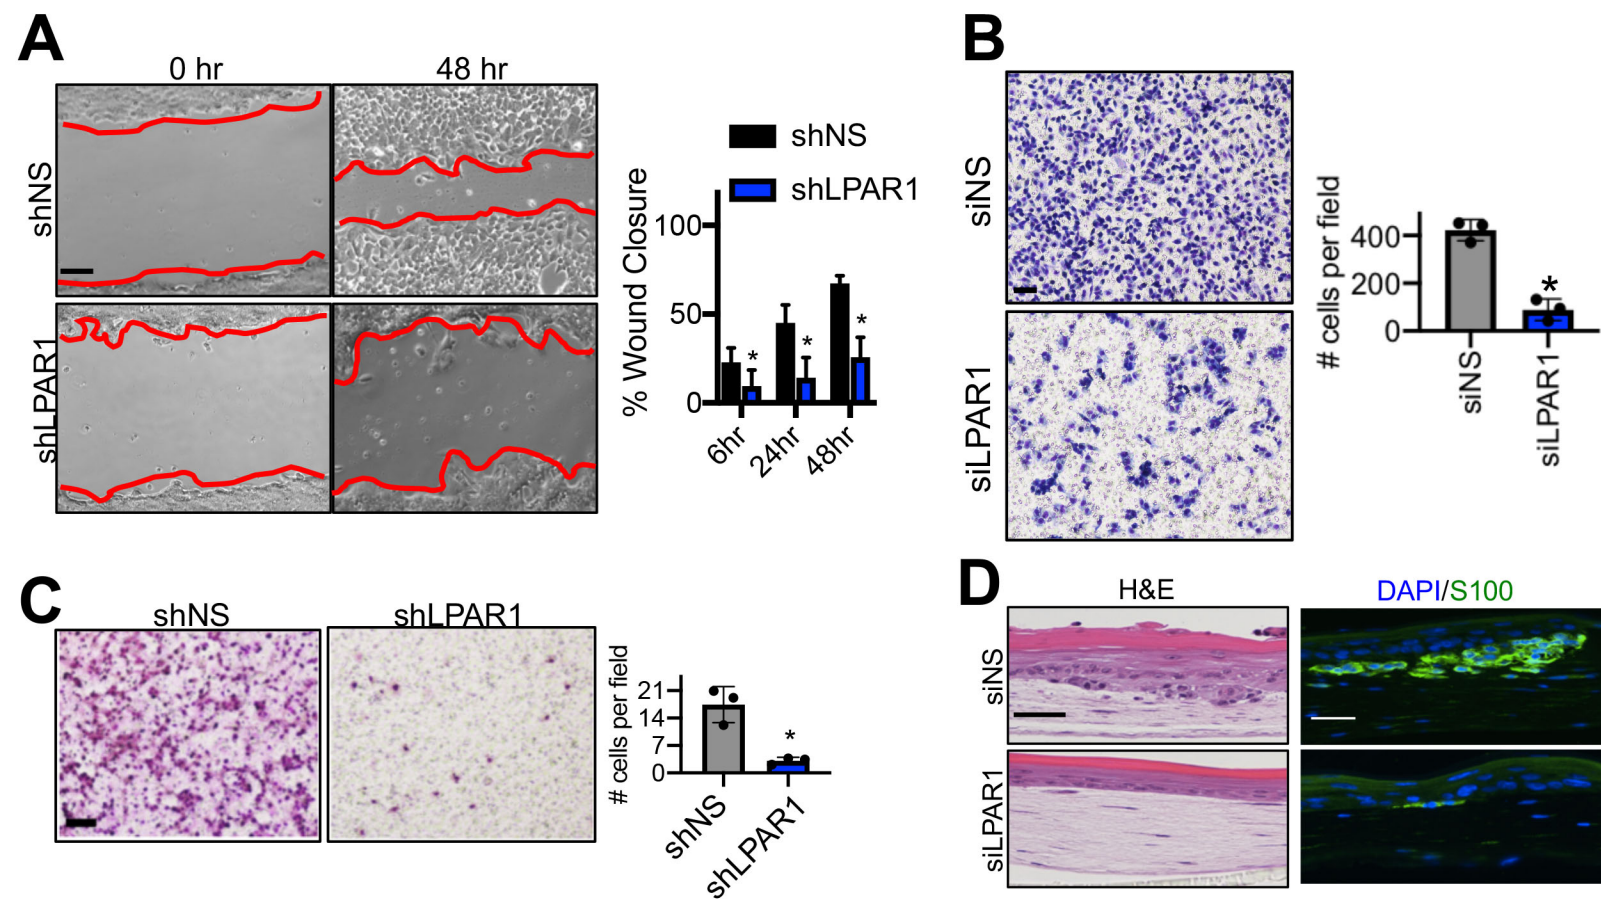 A
0 hr
48 hr
shNS
shLPAR1
shNS
shLPAR1
% Wound Closure
100
50
0
*
*
*
6hr
24hr
48hr
B
siNS
siLPAR1
# cells per field
400
200
0
*
siNS
siLPAR1
C
shNS
shLPAR1
# cells per field
21
14
7
0
*
shNS
shLPAR1
D
H&E
DAPI/S100
siNS
siLPAR1